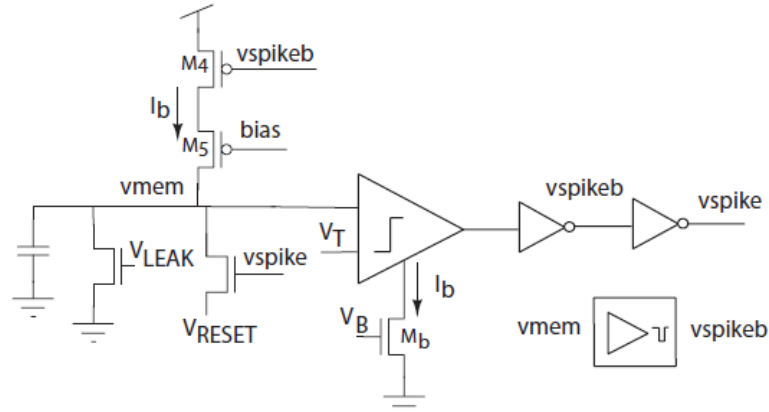 M4
vspikeb
Ib
M5
bias
vmem
vspikeb
vspike
VT
VLEAK
vspike
Ib
VB
Mb
VRESET
vmem
vspikeb